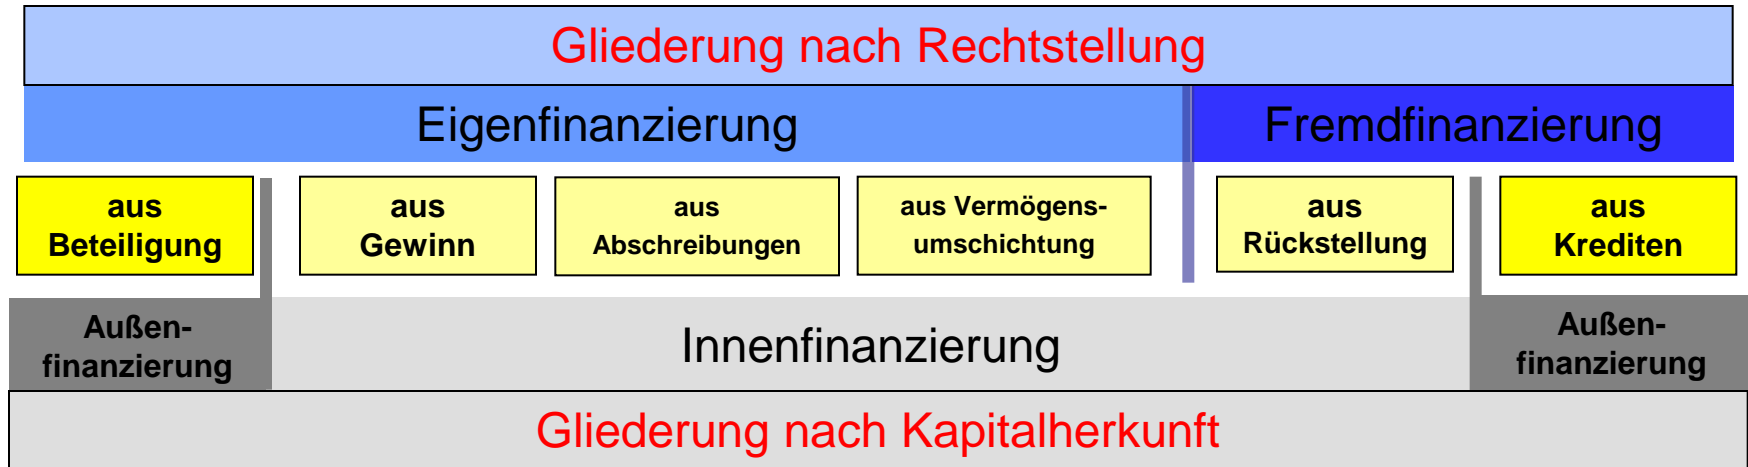 Gliederung nach Rechtstellung
Eigenfinanzierung
Fremdfinanzierung
aus
Beteiligung
aus
Gewinn
aus
Abschreibungen
aus Vermögens-
umschichtung
aus
Rückstellung
aus
Krediten
Außen-
finanzierung
Innenfinanzierung
Außen-
finanzierung
Gliederung nach Kapitalherkunft